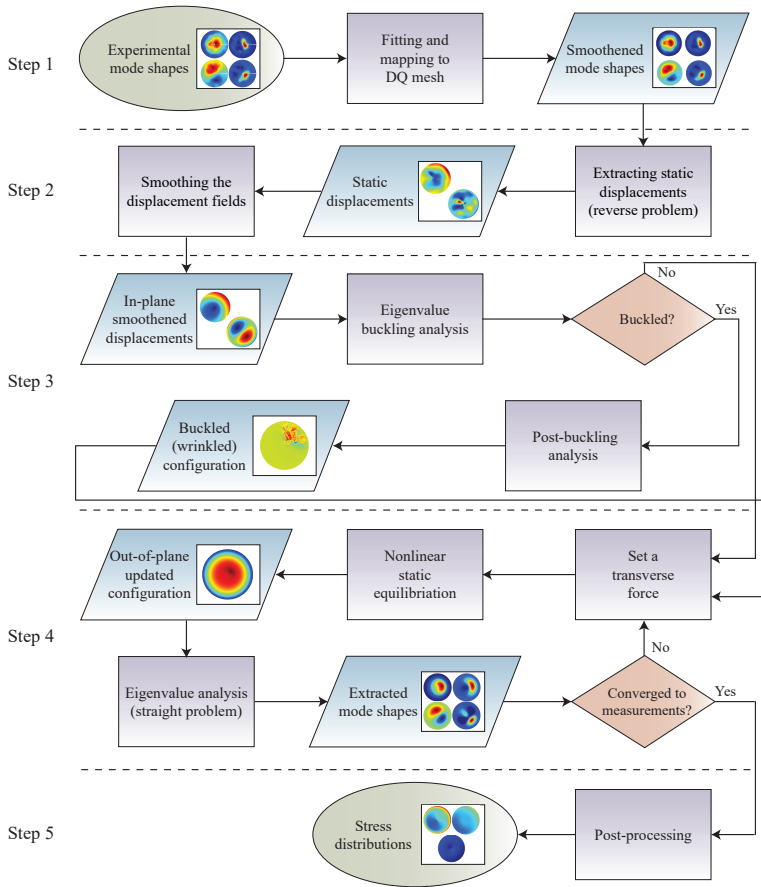 Step 1
Experimental
mode shapes
Fitting and
mapping to
DQ mesh
Smoothened
mode shapes
Step 2
Smoothing the
displacement fields
Static
displacements
Extracting static
displacements
(reverse problem)
Step 3
In-plane
smoothened
displacements
Eigenvalue
buckling analysis
Buckled?
No
Yes
Buckled
(wrinkled)
configuration
Post-buckling
analysis
Step 4
Out-of-plane
updated
configuration
Nonlinear
static
equilibriation
Set a
transverse
force
Eigenvalue analysis
(straight problem)
Extracted
mode shapes
Converged to
measurements?
No
Yes
Step 5
Stress
distributions
Post-processing